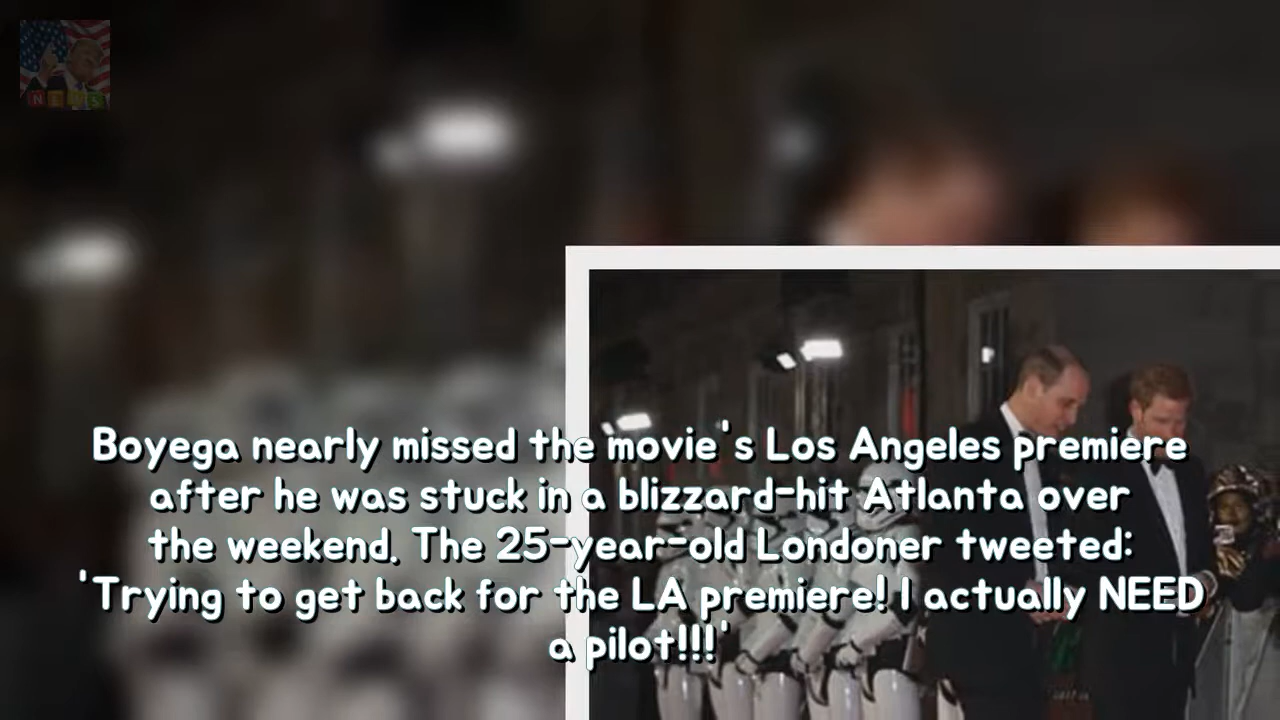 NEWS
Boyega nearly missed the movie's Los Angeles premiere
after he was stuck in a blizzard-hit Atlanta over
the weekend. The 25-year-old Londoner tweeted:
'Trying to get back for the LA premiere! I actually NEED
a pilot!!!'